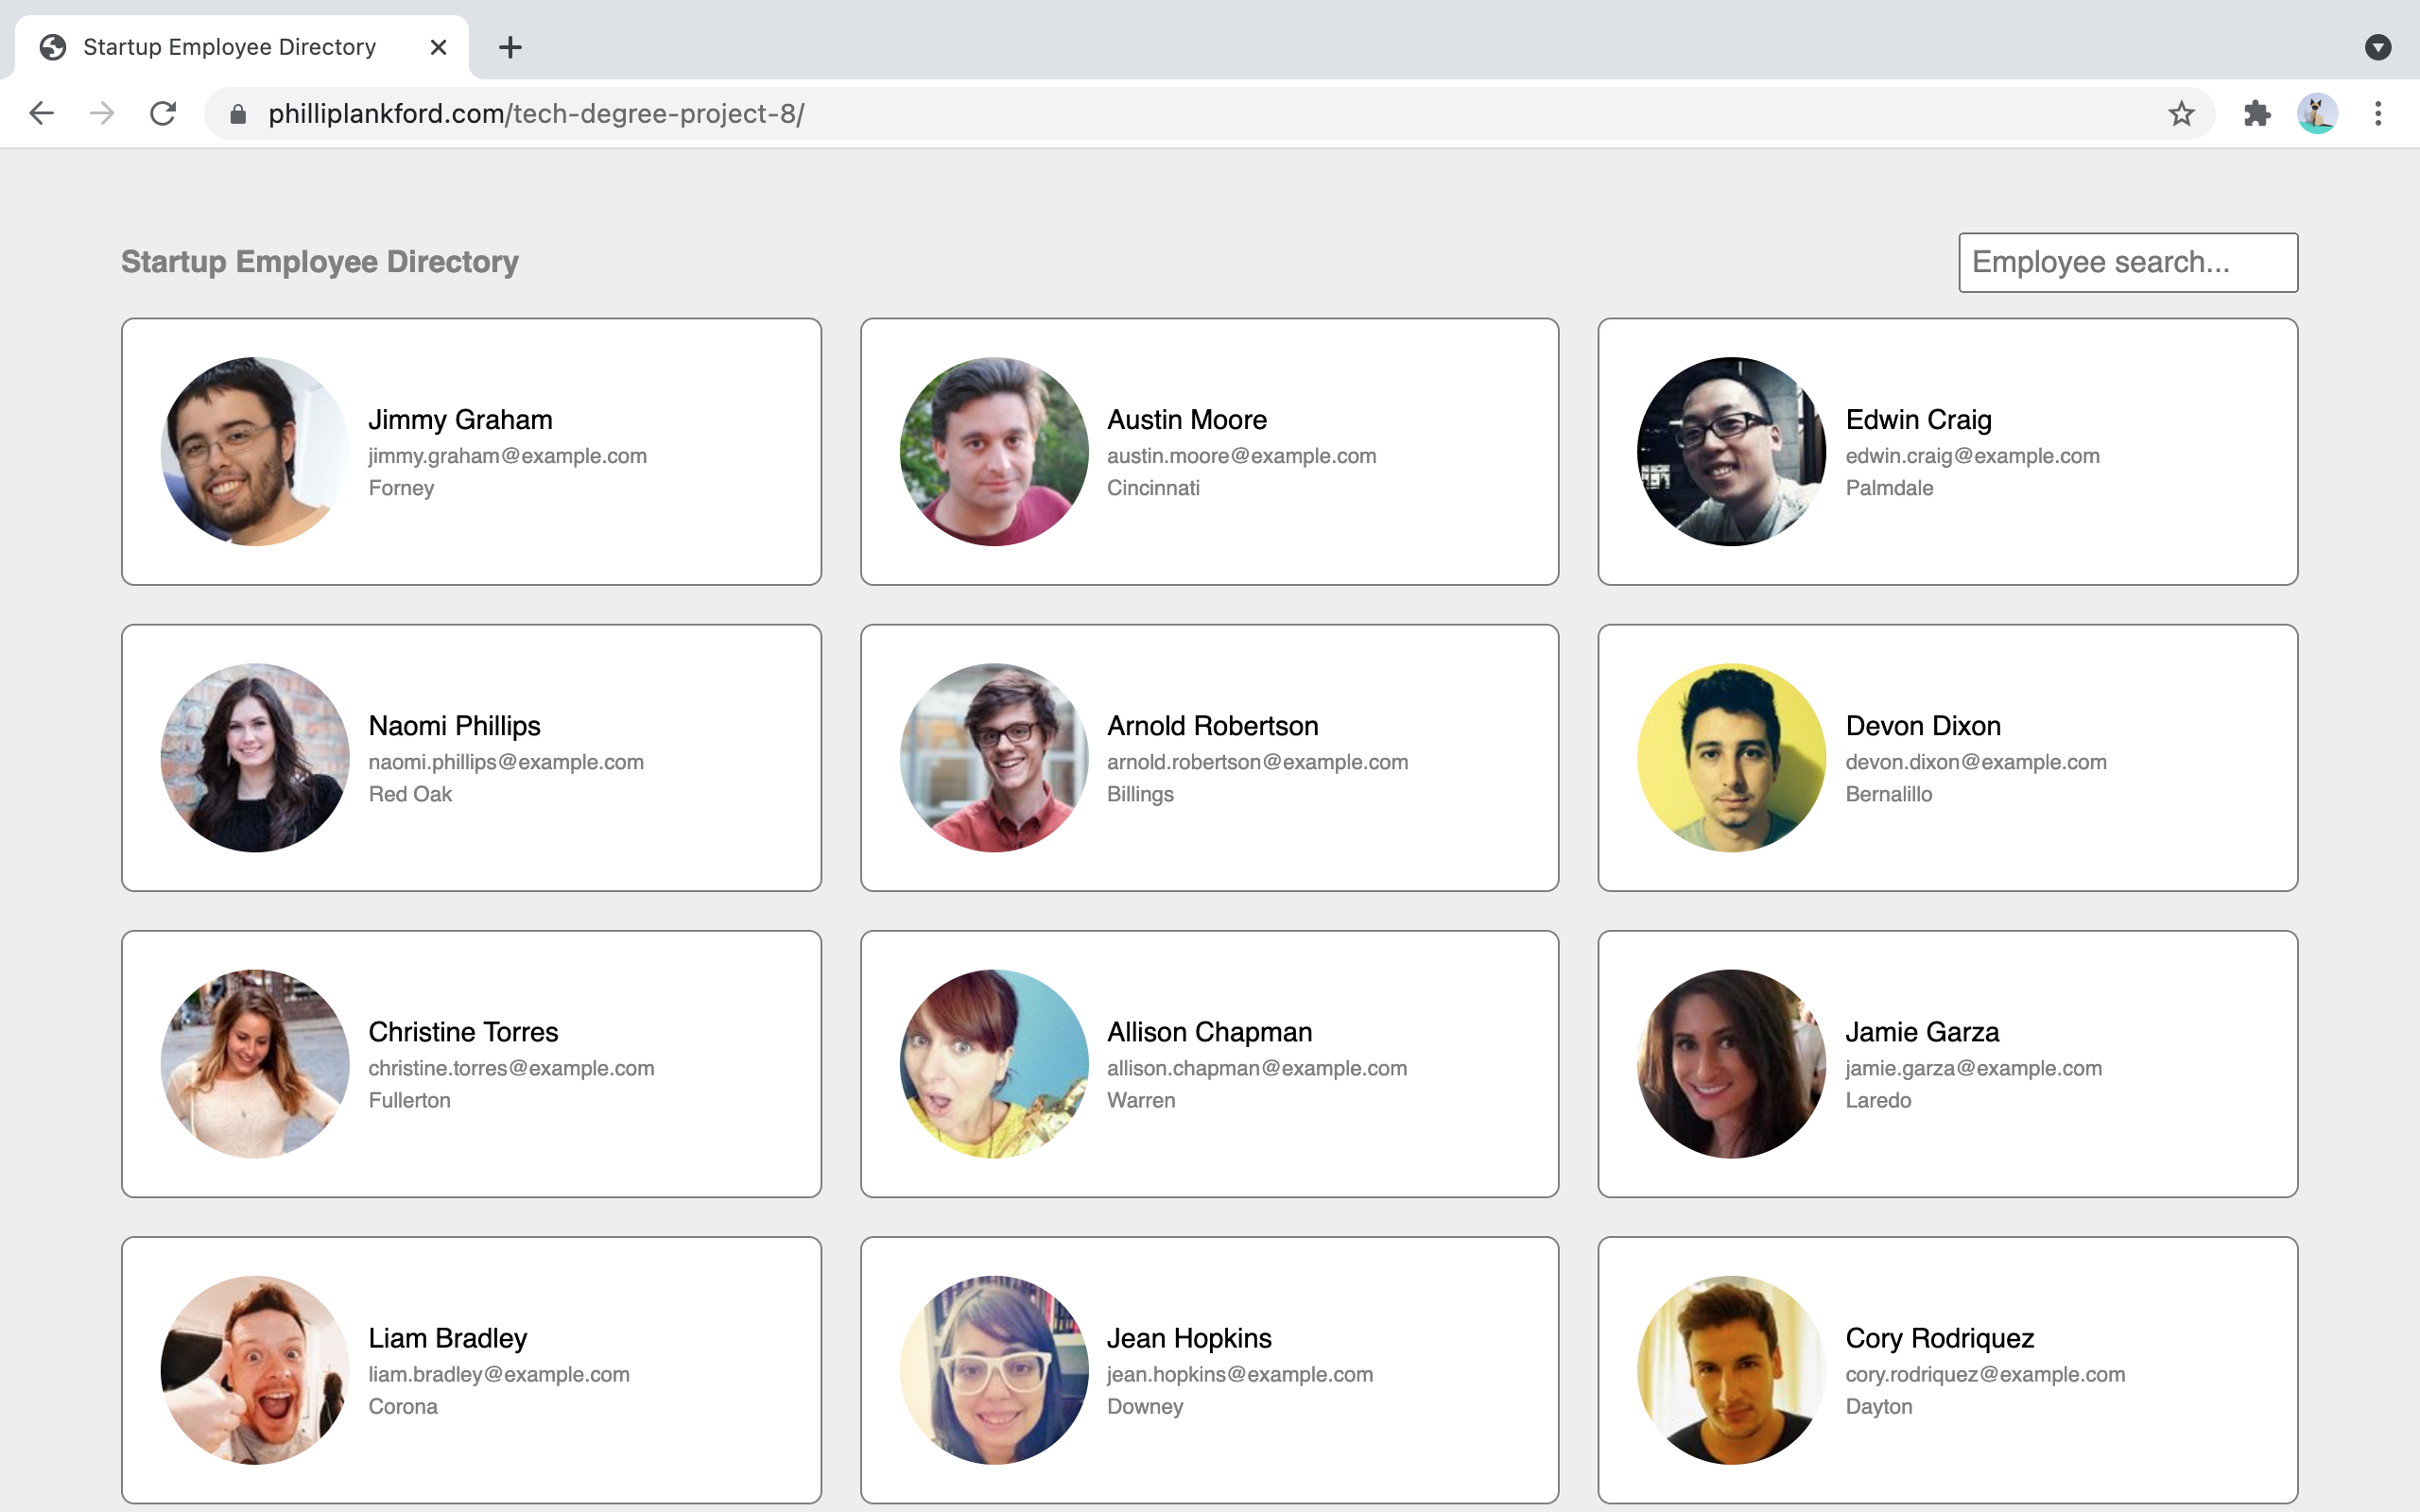 Startup Employee Directory
philliplankford.com/tech-degree-project-8/
Startup Employee Directory
Employee search...
Jimmy Graham
jimmy.graham@example.com
Forney
Austin Moore
austin.moore@example.com
Cincinnati
Edwin Craig
edwin.craig@example.com
Palmdale
Naomi Phillips
naomi.phillips@example.com
Red Oak
Arnold Robertson
arnold.robertson@example.com
Billings
Devon Dixon
devon.dixon@example.com
Bernalillo
Christine Torres
christine.torres@example.com
Fullerton
Allison Chapman
allison.chapman@example.com
Warren
Jamie Garza
jamie.garza@example.com
Laredo
Liam Bradley
liam.bradley@example.com
Corona
Jean Hopkins
jean.hopkins@example.com
Downey
Cory Rodriquez
cory.rodriquez@example.com
Dayton